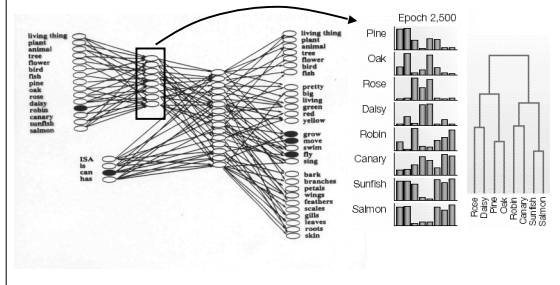 living thing
plant
animal
tree
flower
bird
fish
pine
oak
rose
daisy
robin
canary
sunfish
salmon
ISA
is
can
has
living thing
plant
animal
tree
flower
bird
fish
pretty
big
living
green
red
yellow
grow
move
swim
fly
sing
bark
branches
petals
wings
feathers
scales
gills
leaves
roots
skin
Epoch 2,500
Pine
Oak
Rose
Daisy
Robin
Canary
Sunfish
Salmon
Rose
Daisy
Pine
Oak
Robin
Canary
Sunfish
Salmon